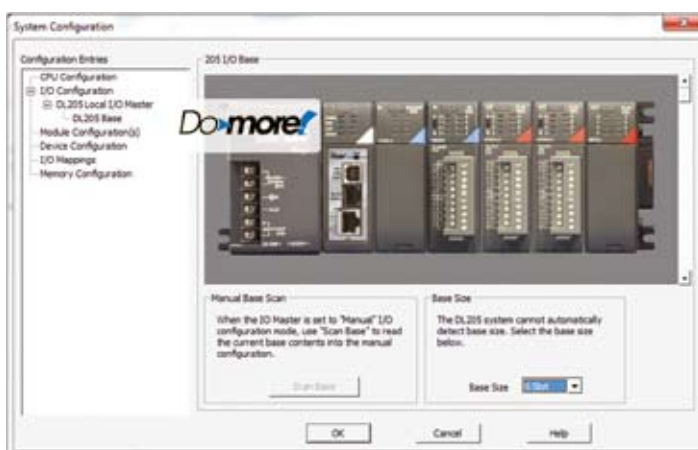 System Configuration
Configuration Entries
CPU Configuration
I/O Configuration
DL205 Local I/O Master
DL205 Base
Module Configuration(s)
Device Configuration
I/O Mappings
Memory Configuration
205 I/O Base
Do-more!
Manual Base Scan
When the IO Master is set to "Manual" I/O
configuration mode, use "Scan Base" to read
the current base contents into the manual
configuration.
Scan Base
Base Size
The DL205 system cannot automatically
detect base size. Select the base size
below.
Base Size
6 Slot
OK
Cancel
Help